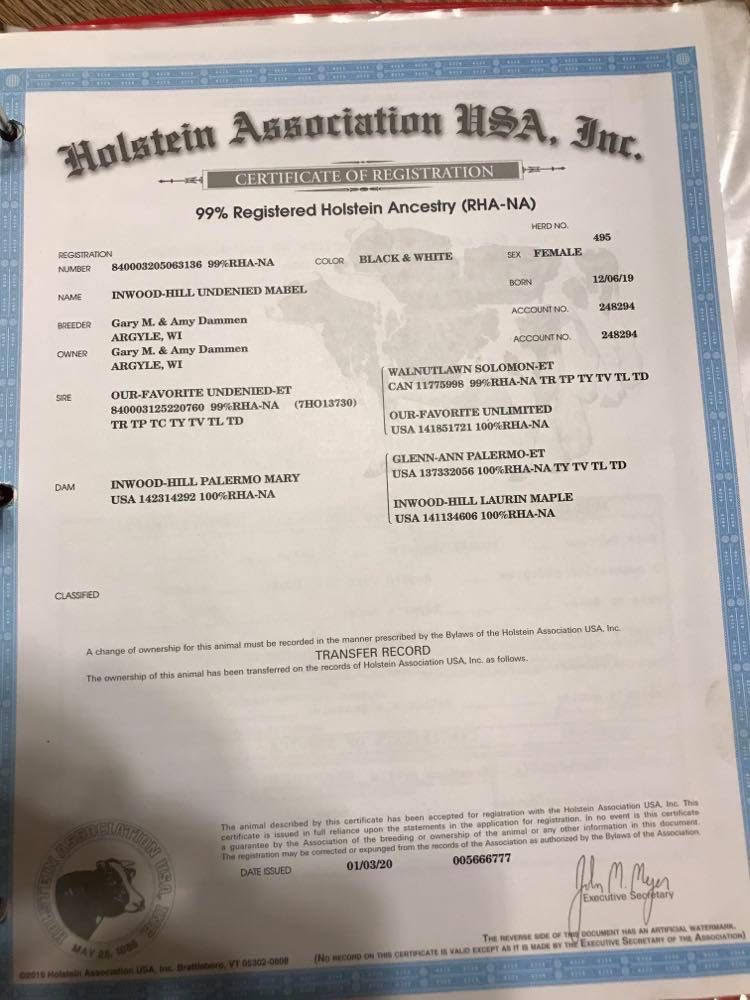 Holstein Association USA, Inc.
CERTIFICATE OF REGISTRATION
99% Registered Holstein Ancestry (RHA-NA)
HERD NO.
495
REGISTRATION
NUMBER 840003205063136 99%RHA-NA COLOR BLACK & WHITE SEX FEMALE
NAME INWOOD-HILL UNDENIED MABEL BORN 12/06/19
BREEDER Gary M. & Amy Dammen ACCOUNT NO. 248294
ARGYLE, WI
OWNER Gary M. & Amy Dammen ACCOUNT NO. 248294
ARGYLE, WI
SIRE OUR-FAVORITE UNDENIED-ET
840003125220760 99%RHA-NA (7HO13730)
TR TP TC TY TV TL TD
WALNUTLAWN SOLOMON-ET
CAN 11775998 99%RHA-NA TR TP TY TV TL TD
OUR-FAVORITE UNLIMITED
USA 141851721 100%RHA-NA
DAM INWOOD-HILL PALERMO MARY
USA 142314292 100%RHA-NA
GLENN-ANN PALERMO-ET
USA 137332056 100%RHA-NA TY TV TL TD
INWOOD-HILL LAURIN MAPLE
USA 141134606 100%RHA-NA
CLASSIFIED
A change of ownership for this animal must be recorded in the manner prescribed by the Bylaws of the Holstein Association USA, Inc.
TRANSFER RECORD
The ownership of this animal has been transferred on the records of Holstein Association USA, Inc. as follows.
The animal described by this certificate has been accepted for registration with the Holstein Association USA, Inc. This
certificate is issued in full reliance upon the statements in the application for registration. In no event is this certificate
a guarantee by the Association of the breeding or ownership of the animal or any other information in this document.
The registration may be corrected or expunged from the records of the Association as authorized by the Bylaws of the Association.
DATE ISSUED 01/03/20 005666777
John M. Meyer
Executive Secretary
HOLSTEIN ASSOCIATION USA, INC.
MAY 26, 1885
THE REVERSE SIDE OF THIS DOCUMENT HAS AN ARTIFICIAL WATERMARK.
(NO RECORD ON THIS CERTIFICATE IS VALID EXCEPT AS IT IS MADE BY THE EXECUTIVE SECRETARY OF THE ASSOCIATION)
Holstein Association USA, Inc. Brattleboro, VT 05302-0808